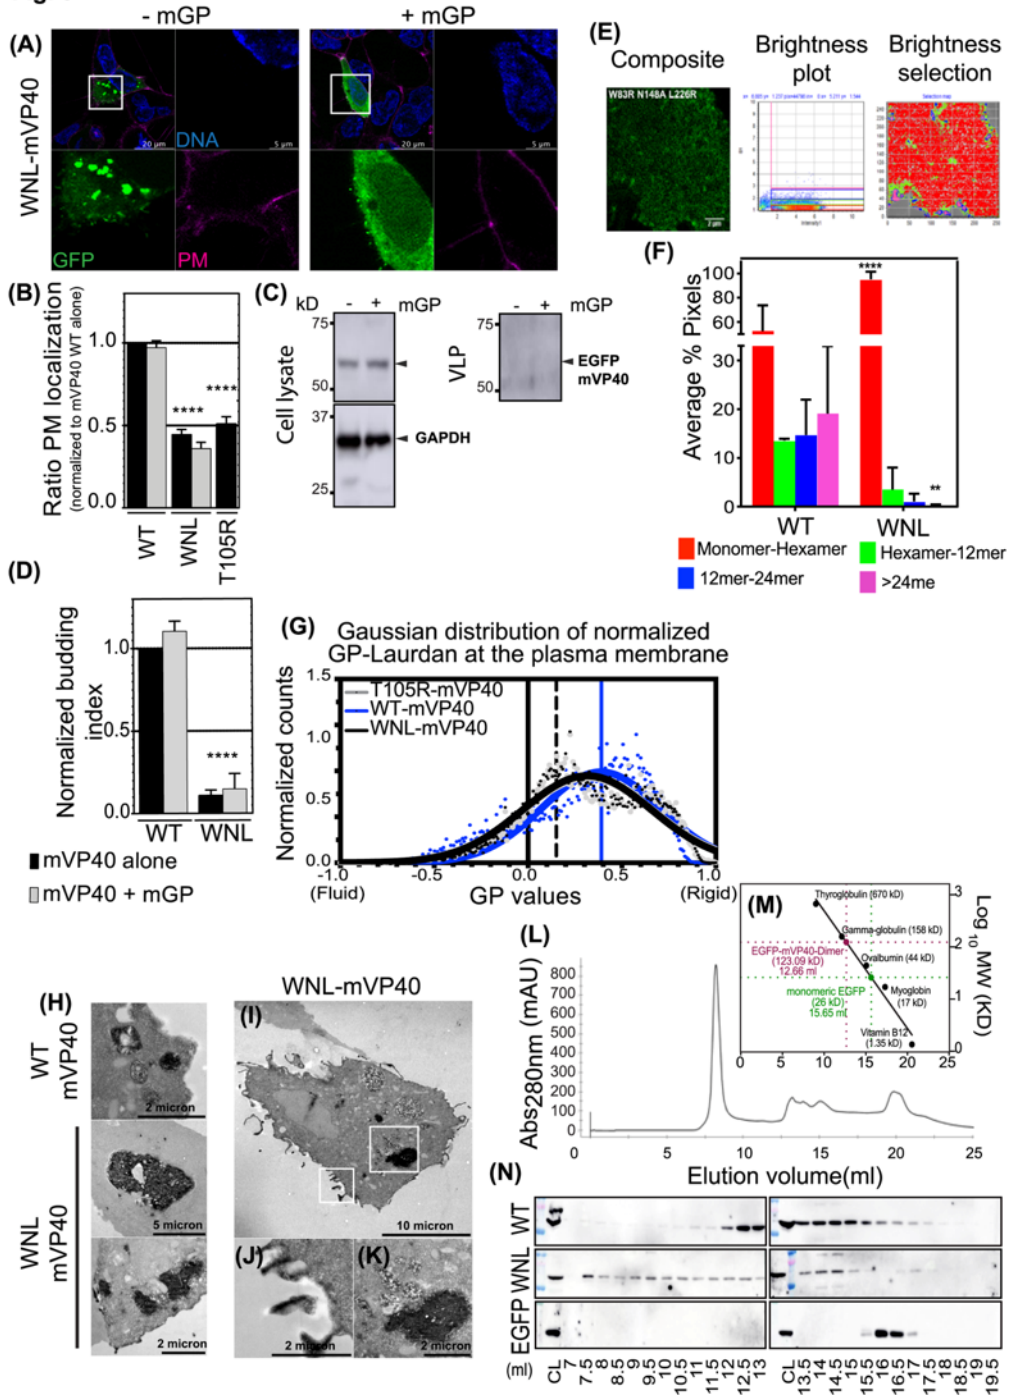 - mGP
+ mGP
(A)
WNL-mVP40
DNA
20 µm
5 µm
20 µm
5 µm
GFP
PM
(B)
Ratio PM localization
(normalized to mVP40 WT alone)
1.0
0.5
0.0
****
****
WT
WNL
T105R
(C)
kD
- + mGP
75
50
37
25
Cell lysate
GAPDH
- + mGP
75
50
VLP
EGFP
mVP40
(D)
Normalized budding
index
1.0
0.5
0.0
****
WT
WNL
mVP40 alone
mVP40 + mGP
(E)
Composite
Brightness
plot
Brightness
selection
W83R N148A L226R
2 µm
Intensity1
Selection map
(F)
Average % Pixels
100
80
60
30
20
10
0
****
**
WT
WNL
Monomer-Hexamer
Hexamer-12mer
12mer-24mer
>24me
(G)
Gaussian distribution of normalized
GP-Laurdan at the plasma membrane
Normalized counts
1.5
1.0
0.5
0.0
T105R-mVP40
WT-mVP40
WNL-mVP40
-1.0 -0.5 0.0 0.5 1.0
(Fluid)
GP values
(Rigid)
(H)
WT
mVP40
2 micron
WNL
mVP40
5 micron
2 micron
WNL-mVP40
(I)
10 micron
(J)
2 micron
(K)
2 micron
(L)
Abs280nm (mAU)
800
700
600
500
400
300
200
100
0
0 5 10 15 20 25
Elution volume(ml)
(M)
Thyroglobulin (670 kD)
Gamma-globulin (158 kD)
EGFP-mVP40-Dimer
(123.09 kD)
12.66 ml
Ovalbumin (44 kD)
monomeric EGFP
(26 kD)
15.65 ml
Myoglobin
(17 kD)
Vitamin B12
(1.35 kD)
0 5 10 15 20 25
3
2
1
0
Log 10 MW (KD)
(N)
WT
WNL
EGFP
(ml)
CL 7 7.5 8 8.5 9 9.5 10 10.5 11 11.5 12 12.5 13
CL 13.5 14 14.5 15 15.5 16 16.5 17 17.5 18 18.5 19 19.5